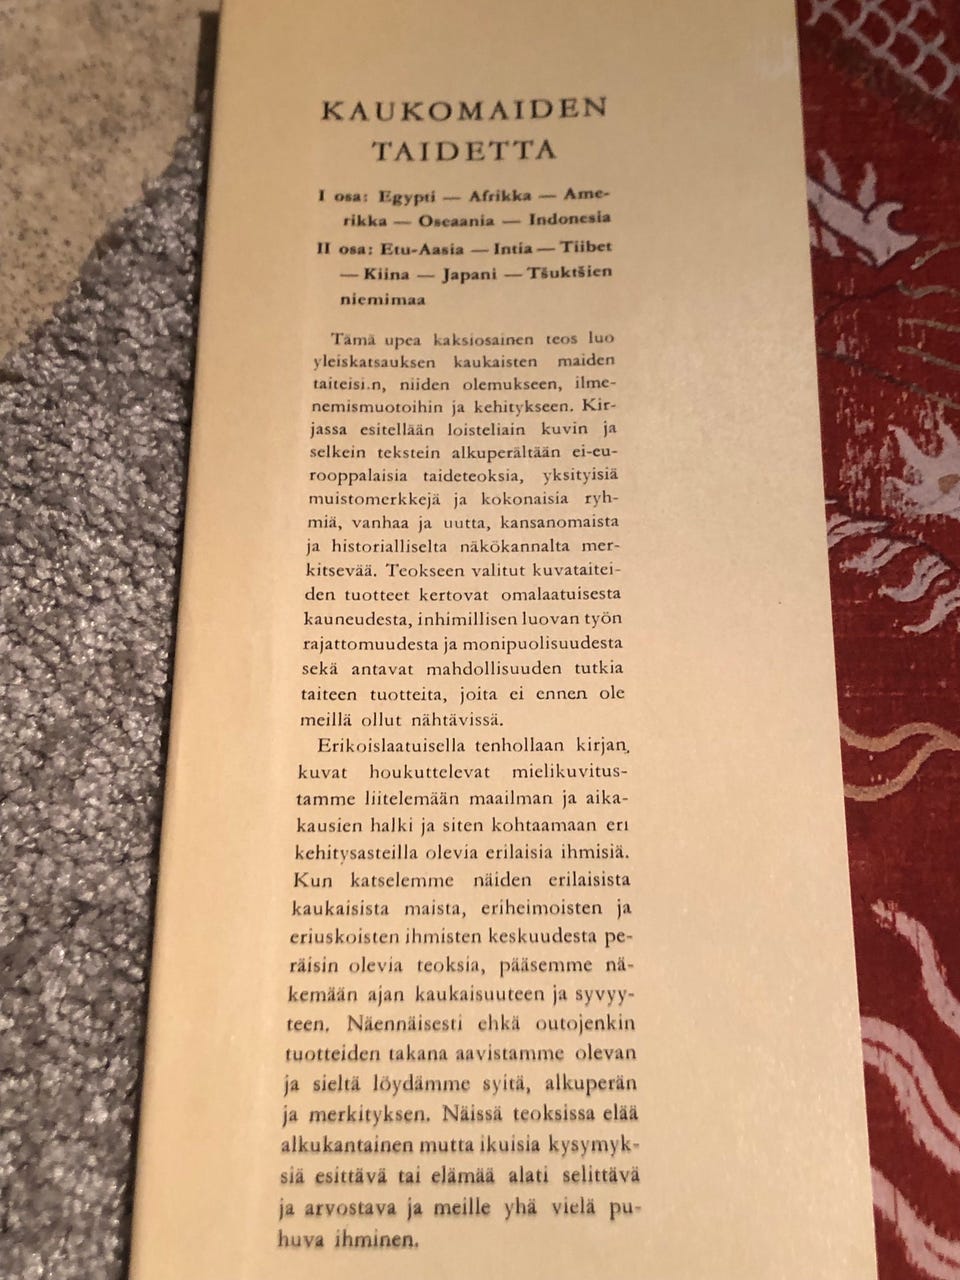 KAUKOMAIDEN
TAIDETTA
I osa: Egypti — Afrikka — Ame-
rikka — Oseaania — Indonesia
II osa: Etu-Aasia — Intia — Tiibet
— Kiina — Japani — Tšuktšien
niemimaa
Tämä upea kaksiosainen teos luo
yleiskatsauksen kaukaisten maiden
taiteisi.n, niiden olemukseen, ilme-
nemismuotoihin ja kehitykseen. Kir-
jassa esitellään loisteliain kuvin ja
selkein tekstein alkuperältään ei-eu-
rooppalaisia taideteoksia, yksityisiä
muistomerkkejä ja kokonaisia ryh-
miä, vanhaa ja uutta, kansanomaista
ja historialliselta näkökannalta mer-
kitsevää. Teokseen valitut kuvataitei-
den tuotteet kertovat omalaatuisesta
kauneudesta, inhimillisen luovan työn
rajattomuudesta ja monipuolisuudesta
sekä antavat mahdollisuuden tutkia
taiteen tuotteita, joita ei ennen ole
meillä ollut nähtävissä.
Erikoislaatuisella tenhollaan kirjan
kuvat houkuttelevat mielikuvitus-
tamme liitelemään maailman ja aika-
kausien halki ja siten kohtaamaan eri
kehitysasteilla olevia erilaisia ihmisiä.
Kun katselemme näiden erilaisista
kaukaisista maista, eriheimoisten ja
eriuskoisten ihmisten keskuudesta pe-
räisin olevia teoksia, pääsemme nä-
kemään ajan kaukaisuuteen ja syvyy-
teen. Näennäisesti ehkä outojenkin
tuotteiden takana aavistamme olevan
ja sieltä löydämme syitä, alkuperän
ja merkityksen. Näissä teoksissa elää
alkukantainen mutta ikuisia kysymyk-
siä esittävä tai elämää alati selittävä
ja arvostava ja meille yhä vielä pu-
huva ihminen.